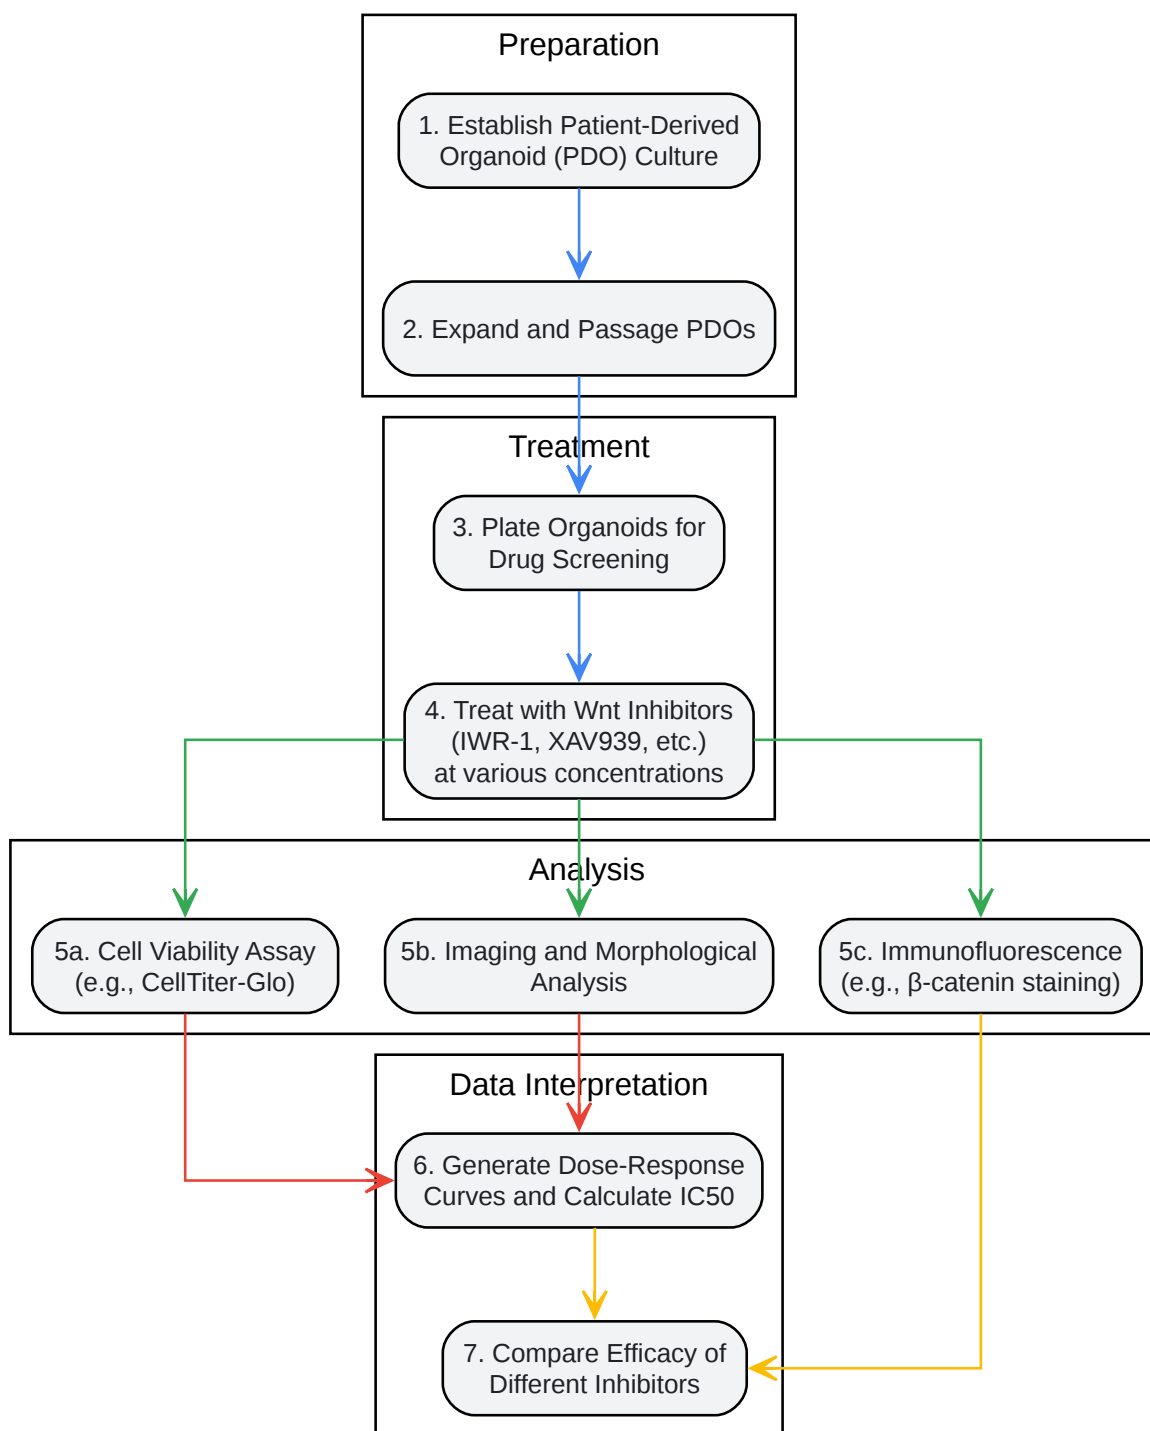 Preparation
1. Establish Patient-Derived
Organoid (PDO) Culture
2. Expand and Passage PDOs
Treatment
3. Plate Organoids for
Drug Screening
4. Treat with Wnt Inhibitors
(IWR-1, XAV939, etc.)
at various concentrations
Analysis
5a. Cell Viability Assay
(e.g., CellTiter-Glo)
5b. Imaging and Morphological
Analysis
5c. Immunofluorescence
(e.g., β-catenin staining)
Data Interpretation
6. Generate Dose-Response
Curves and Calculate IC50
7. Compare Efficacy of
Different Inhibitors